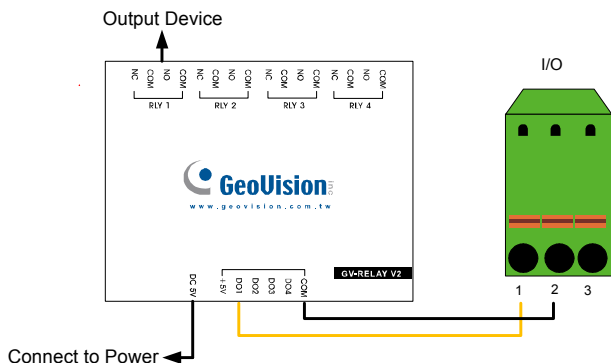 Output Device
I/O
NC COM NO COM NC COM NO COM NC COM NO COM NC COM NO COM
RLY 1 RLY 2 RLY 3 RLY 4
GeoVision inc
www.geovision.com.tw
GV-RELAY V2
DC 5V +5V DO1 DO2 DO3 DO4 COM
1 2 3
Connect to Power